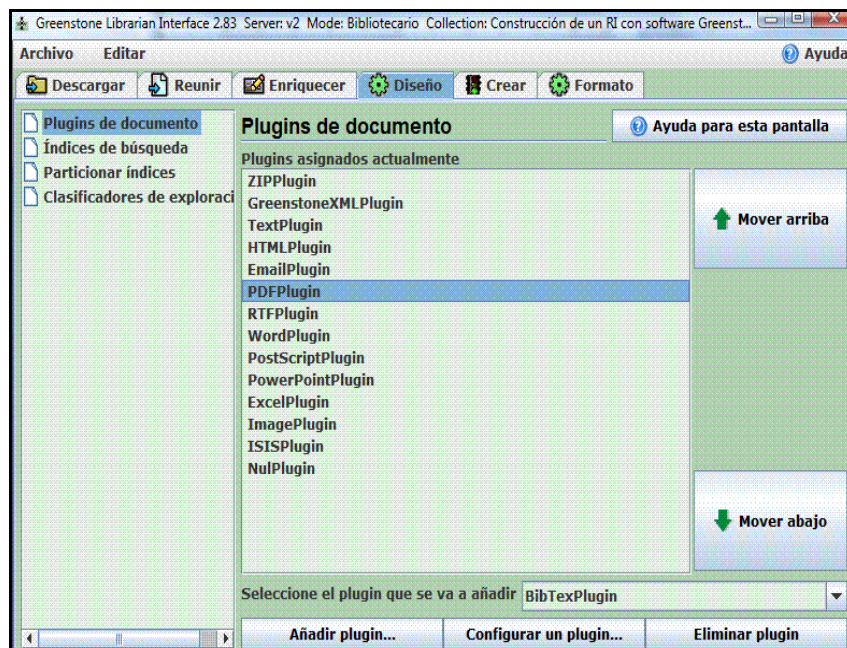 Greenstone Librarian Interface 2.83 Server: v2 Mode: Bibliotecario Collection: Construcción de un RI con software Greenst...
Archivo Editar Ayuda
Descargar Reunir Enriquecer Diseño Crear Formato
Plugins de documento
Índices de búsqueda
Particionar índices
Clasificadores de exploraci
Plugins de documento Ayuda para esta pantalla
Plugins asignados actualmente
ZIPPlugin
GreenstoneXMLPlugin
TextPlugin
HTMLPlugin
EmailPlugin
PDFPlugin
RTFPlugin
WordPlugin
PostScriptPlugin
PowerPointPlugin
ExcelPlugin
ImagePlugin
ISISPlugin
NulPlugin
Mover arriba
Mover abajo
Seleccione el plugin que se va a añadir BibTexPlugin
Añadir plugin... Configurar un plugin... Eliminar plugin